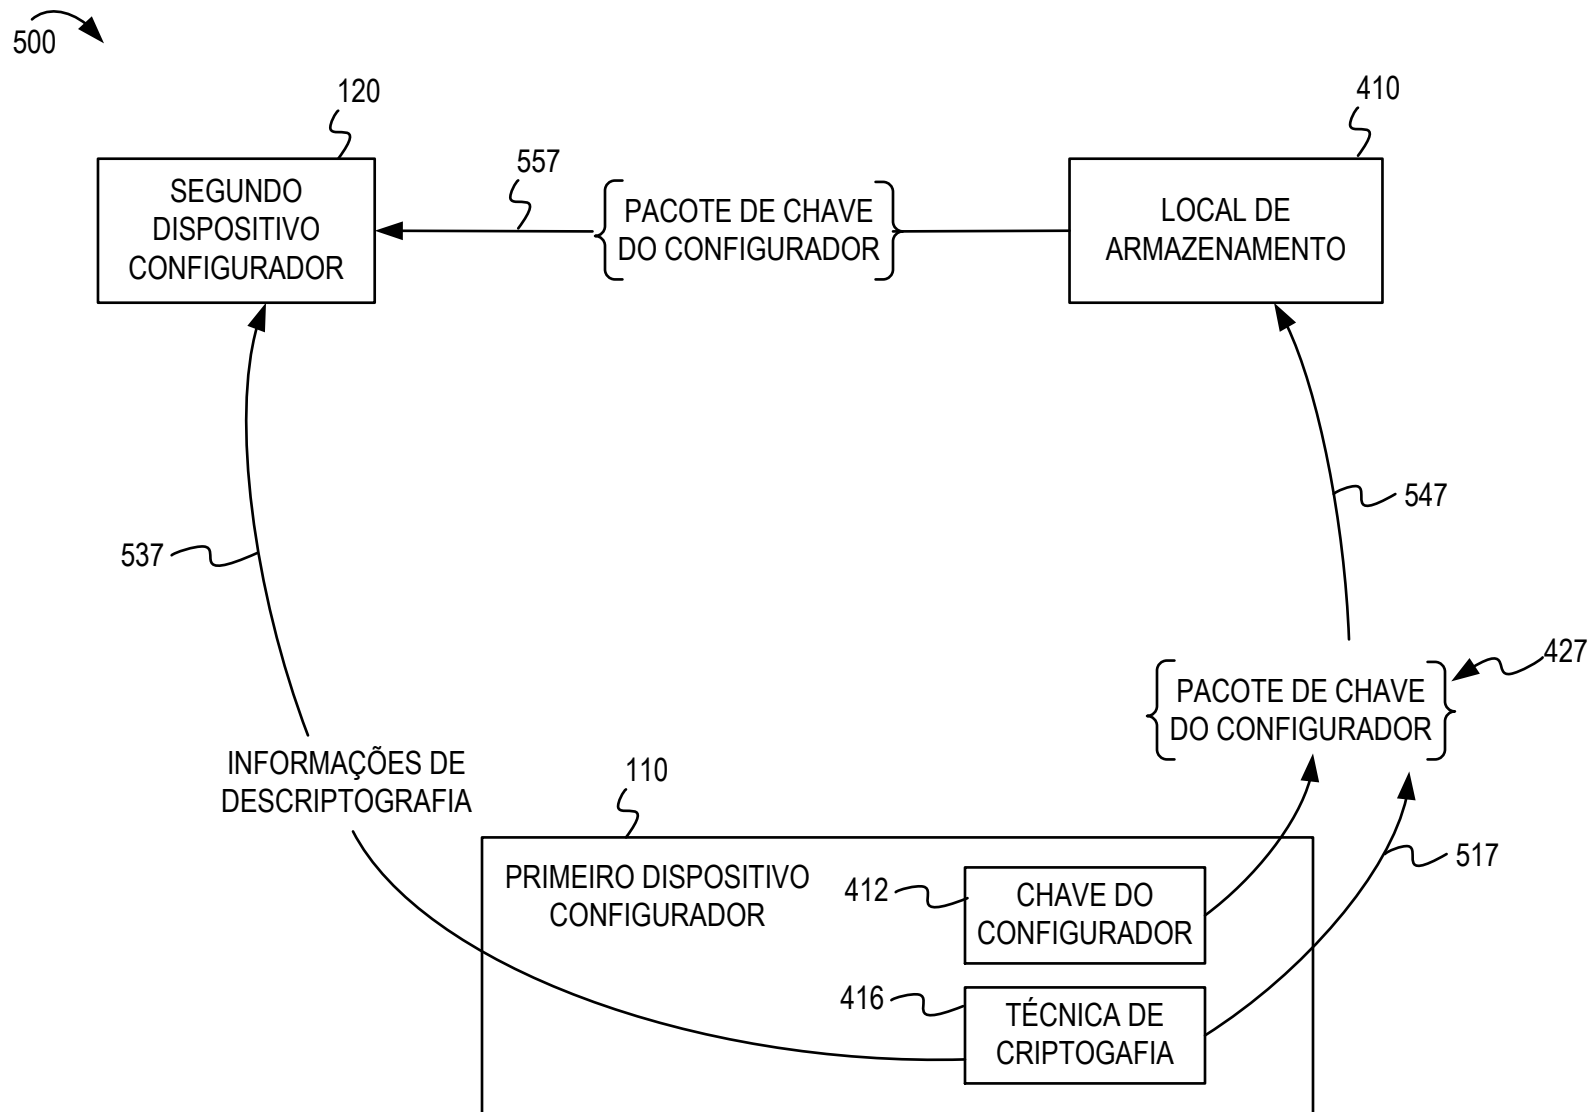 500
120
410
557
SEGUNDO
DISPOSITIVO
CONFIGURADOR
PACOTE DE CHAVE
DO CONFIGURADOR
LOCAL DE
ARMAZENAMENTO
547
537
427
PACOTE DE CHAVE
DO CONFIGURADOR
INFORMAÇÕES DE
DESCRIPTOGRAFIA
110
517
PRIMEIRO DISPOSITIVO
CONFIGURADOR
412
CHAVE DO
CONFIGURADOR
416
TÉCNICA DE
CRIPTOGAFIA